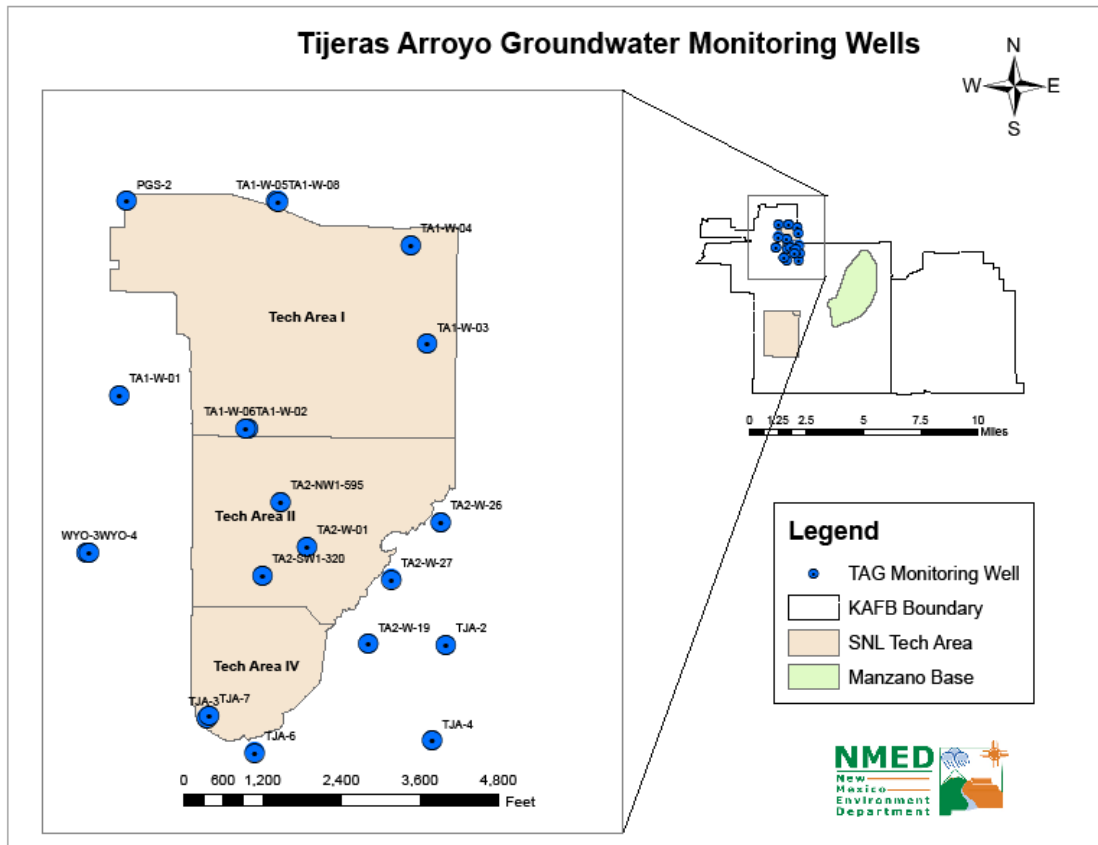 Tijeras Arroyo Groundwater Monitoring Wells
N
W E
S
PGS-2
TA1-W-05TA1-W-08
TA1-W-04
Tech Area I
TA1-W-03
TA1-W-01
TA1-W-06TA1-W-02
TA2-NW1-595
Tech Area II
TA2-W-26
TA2-W-01
WYO-3WYO-4
TA2-SW1-320
TA2-W-27
TA2-W-19
TJA-2
Tech Area IV
TJA-3TJA-7
TJA-6
TJA-4
0 600 1,200 2,400 3,600 4,800
Feet
0 1.25 2.5 5 7.5 10
Miles
Legend
TAG Monitoring Well
KAFB Boundary
SNL Tech Area
Manzano Base
NMED
New
Mexico
Environment
Department